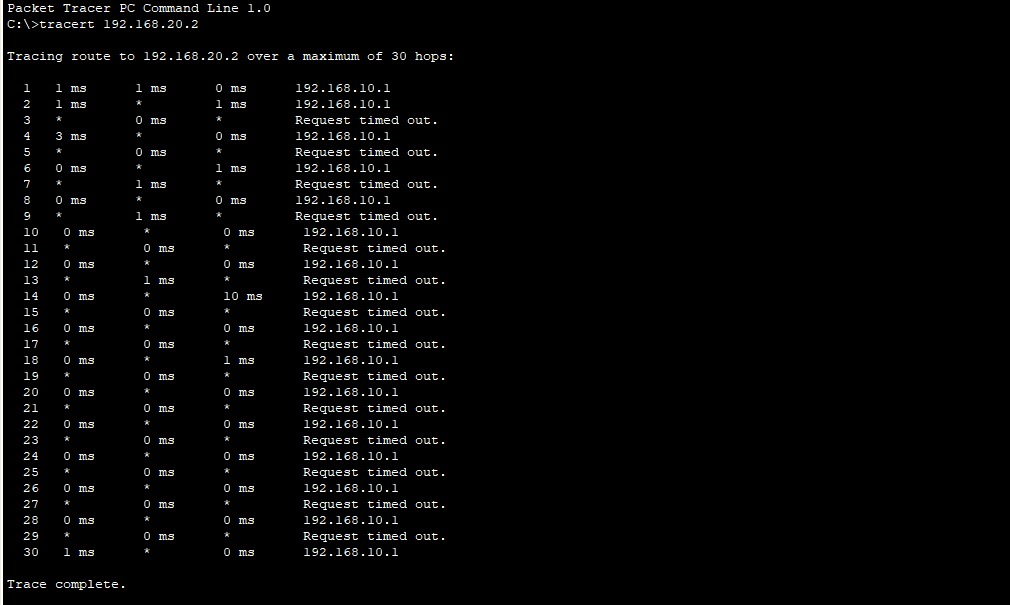 Packet Tracer PC Command Line 1.0
C:\>tracert 192.168.20.2
Tracing route to 192.168.20.2 over a maximum of 30 hops:
1 1 ms 1 ms 0 ms 192.168.10.1
2 1 ms * 1 ms 192.168.10.1
3 * 0 ms * Request timed out.
4 3 ms * 0 ms 192.168.10.1
5 * 0 ms * Request timed out.
6 0 ms * 1 ms 192.168.10.1
7 * 1 ms * Request timed out.
8 0 ms * 0 ms 192.168.10.1
9 * 1 ms * Request timed out.
10 0 ms * 0 ms 192.168.10.1
11 * 0 ms * Request timed out.
12 0 ms * 0 ms 192.168.10.1
13 * 1 ms * Request timed out.
14 0 ms * 10 ms 192.168.10.1
15 * 0 ms * Request timed out.
16 0 ms * 0 ms 192.168.10.1
17 * 0 ms * Request timed out.
18 0 ms * 1 ms 192.168.10.1
19 * 0 ms * Request timed out.
20 0 ms * 0 ms 192.168.10.1
21 * 0 ms * Request timed out.
22 0 ms * 0 ms 192.168.10.1
23 * 0 ms * Request timed out.
24 0 ms * 0 ms 192.168.10.1
25 * 0 ms * Request timed out.
26 0 ms * 0 ms 192.168.10.1
27 * 0 ms * Request timed out.
28 0 ms * 0 ms 192.168.10.1
29 * 0 ms * Request timed out.
30 1 ms * 0 ms 192.168.10.1
Trace complete.